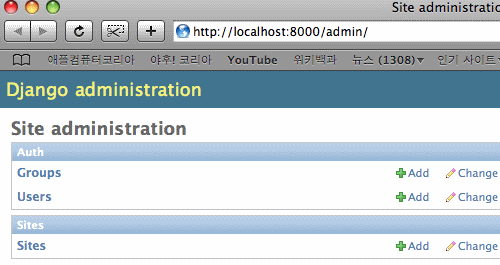 Site administratio
http://localhost:8000/admin/
애플컴퓨터코리아 야후! 코리아 YouTube 위키백과 뉴스 (1308) 인기 사이트
Django administration
Site administration
Auth
Groups Add Change
Users Add Change
Sites
Sites Add Change